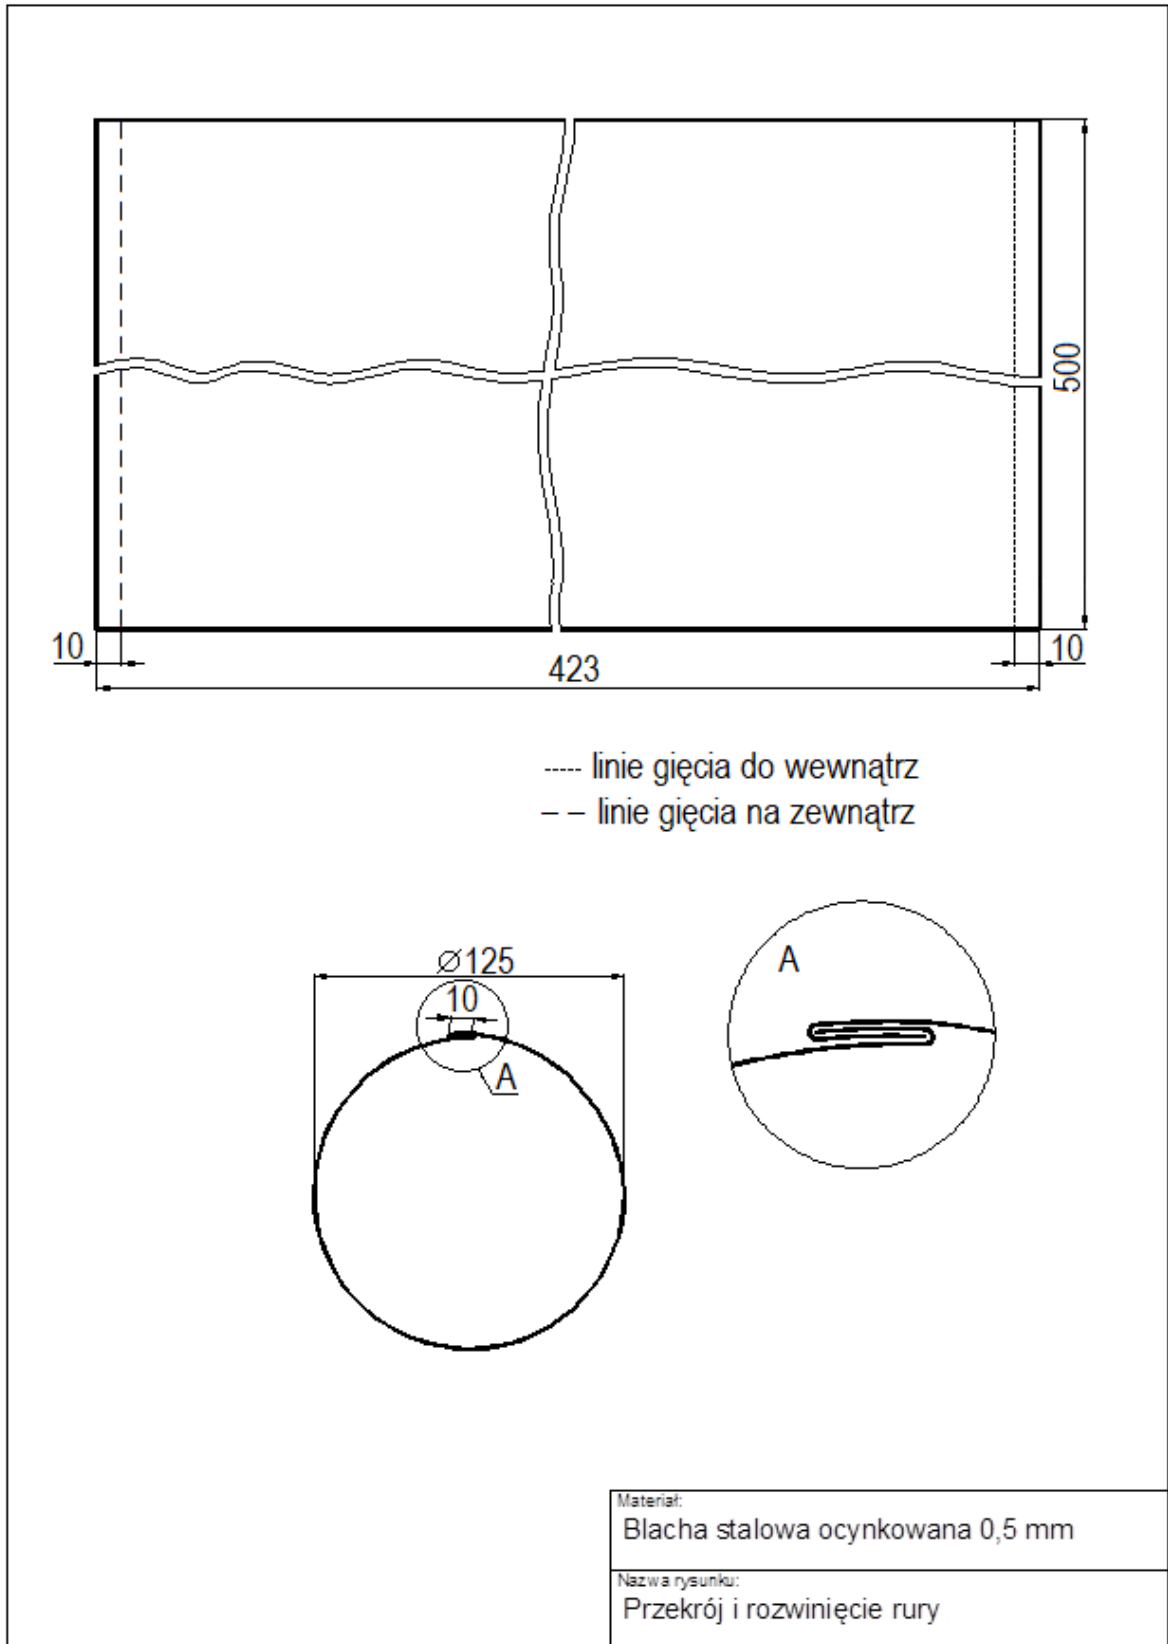 500
10
423
10
linie gięcia do wewnątrz
linie gięcia na zewnątrz
Ø125
10
A
A
Materiał:
Blacha stalowa ocynkowana 0,5 mm
Nazwa rysunku:
Przekrój i rozwinięcie rury